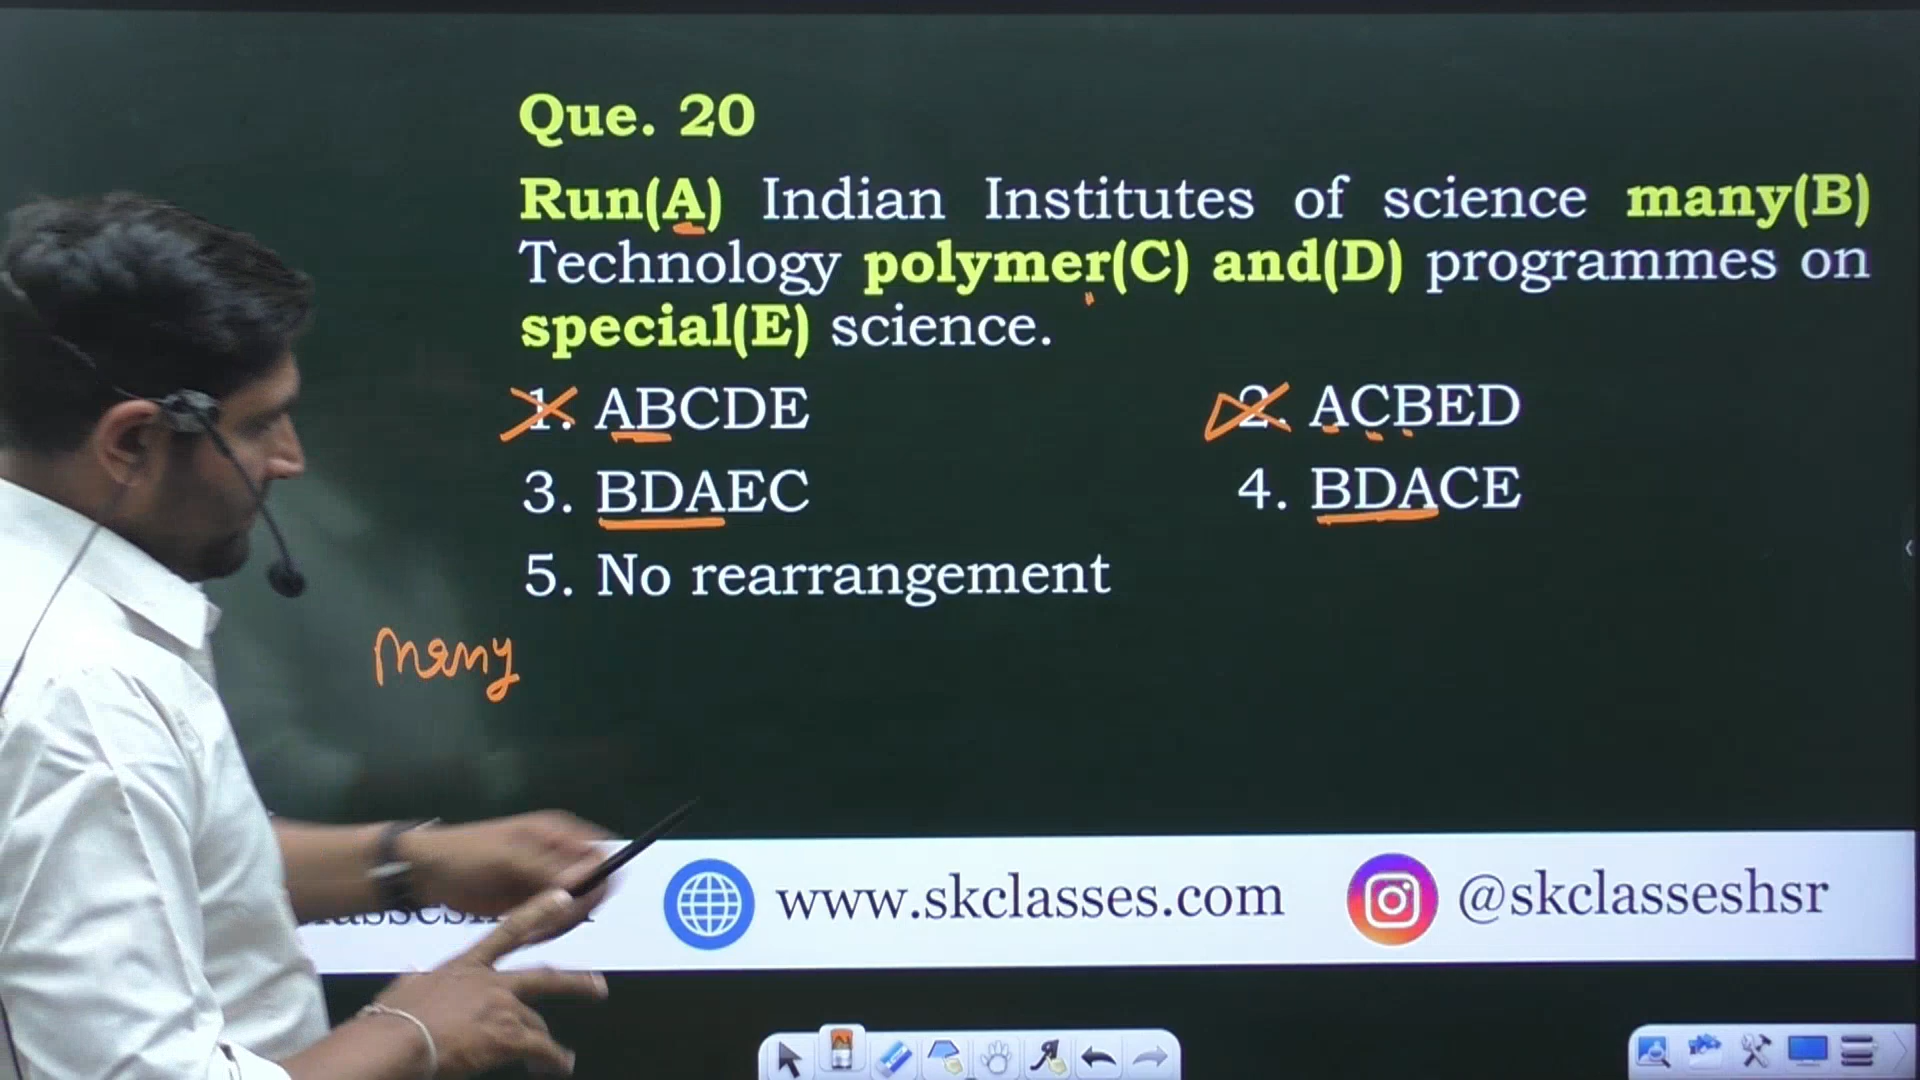 Que. 20
Run(A) Indian Institutes of science many(B)
Technology polymer(C) and(D) programmes on
special(E) science.
1. ABCDE
2. ACBED
3. BDAEC
4. BDACE
5. No rearrangement
many
www.skclasses.com
@skclasseshsr